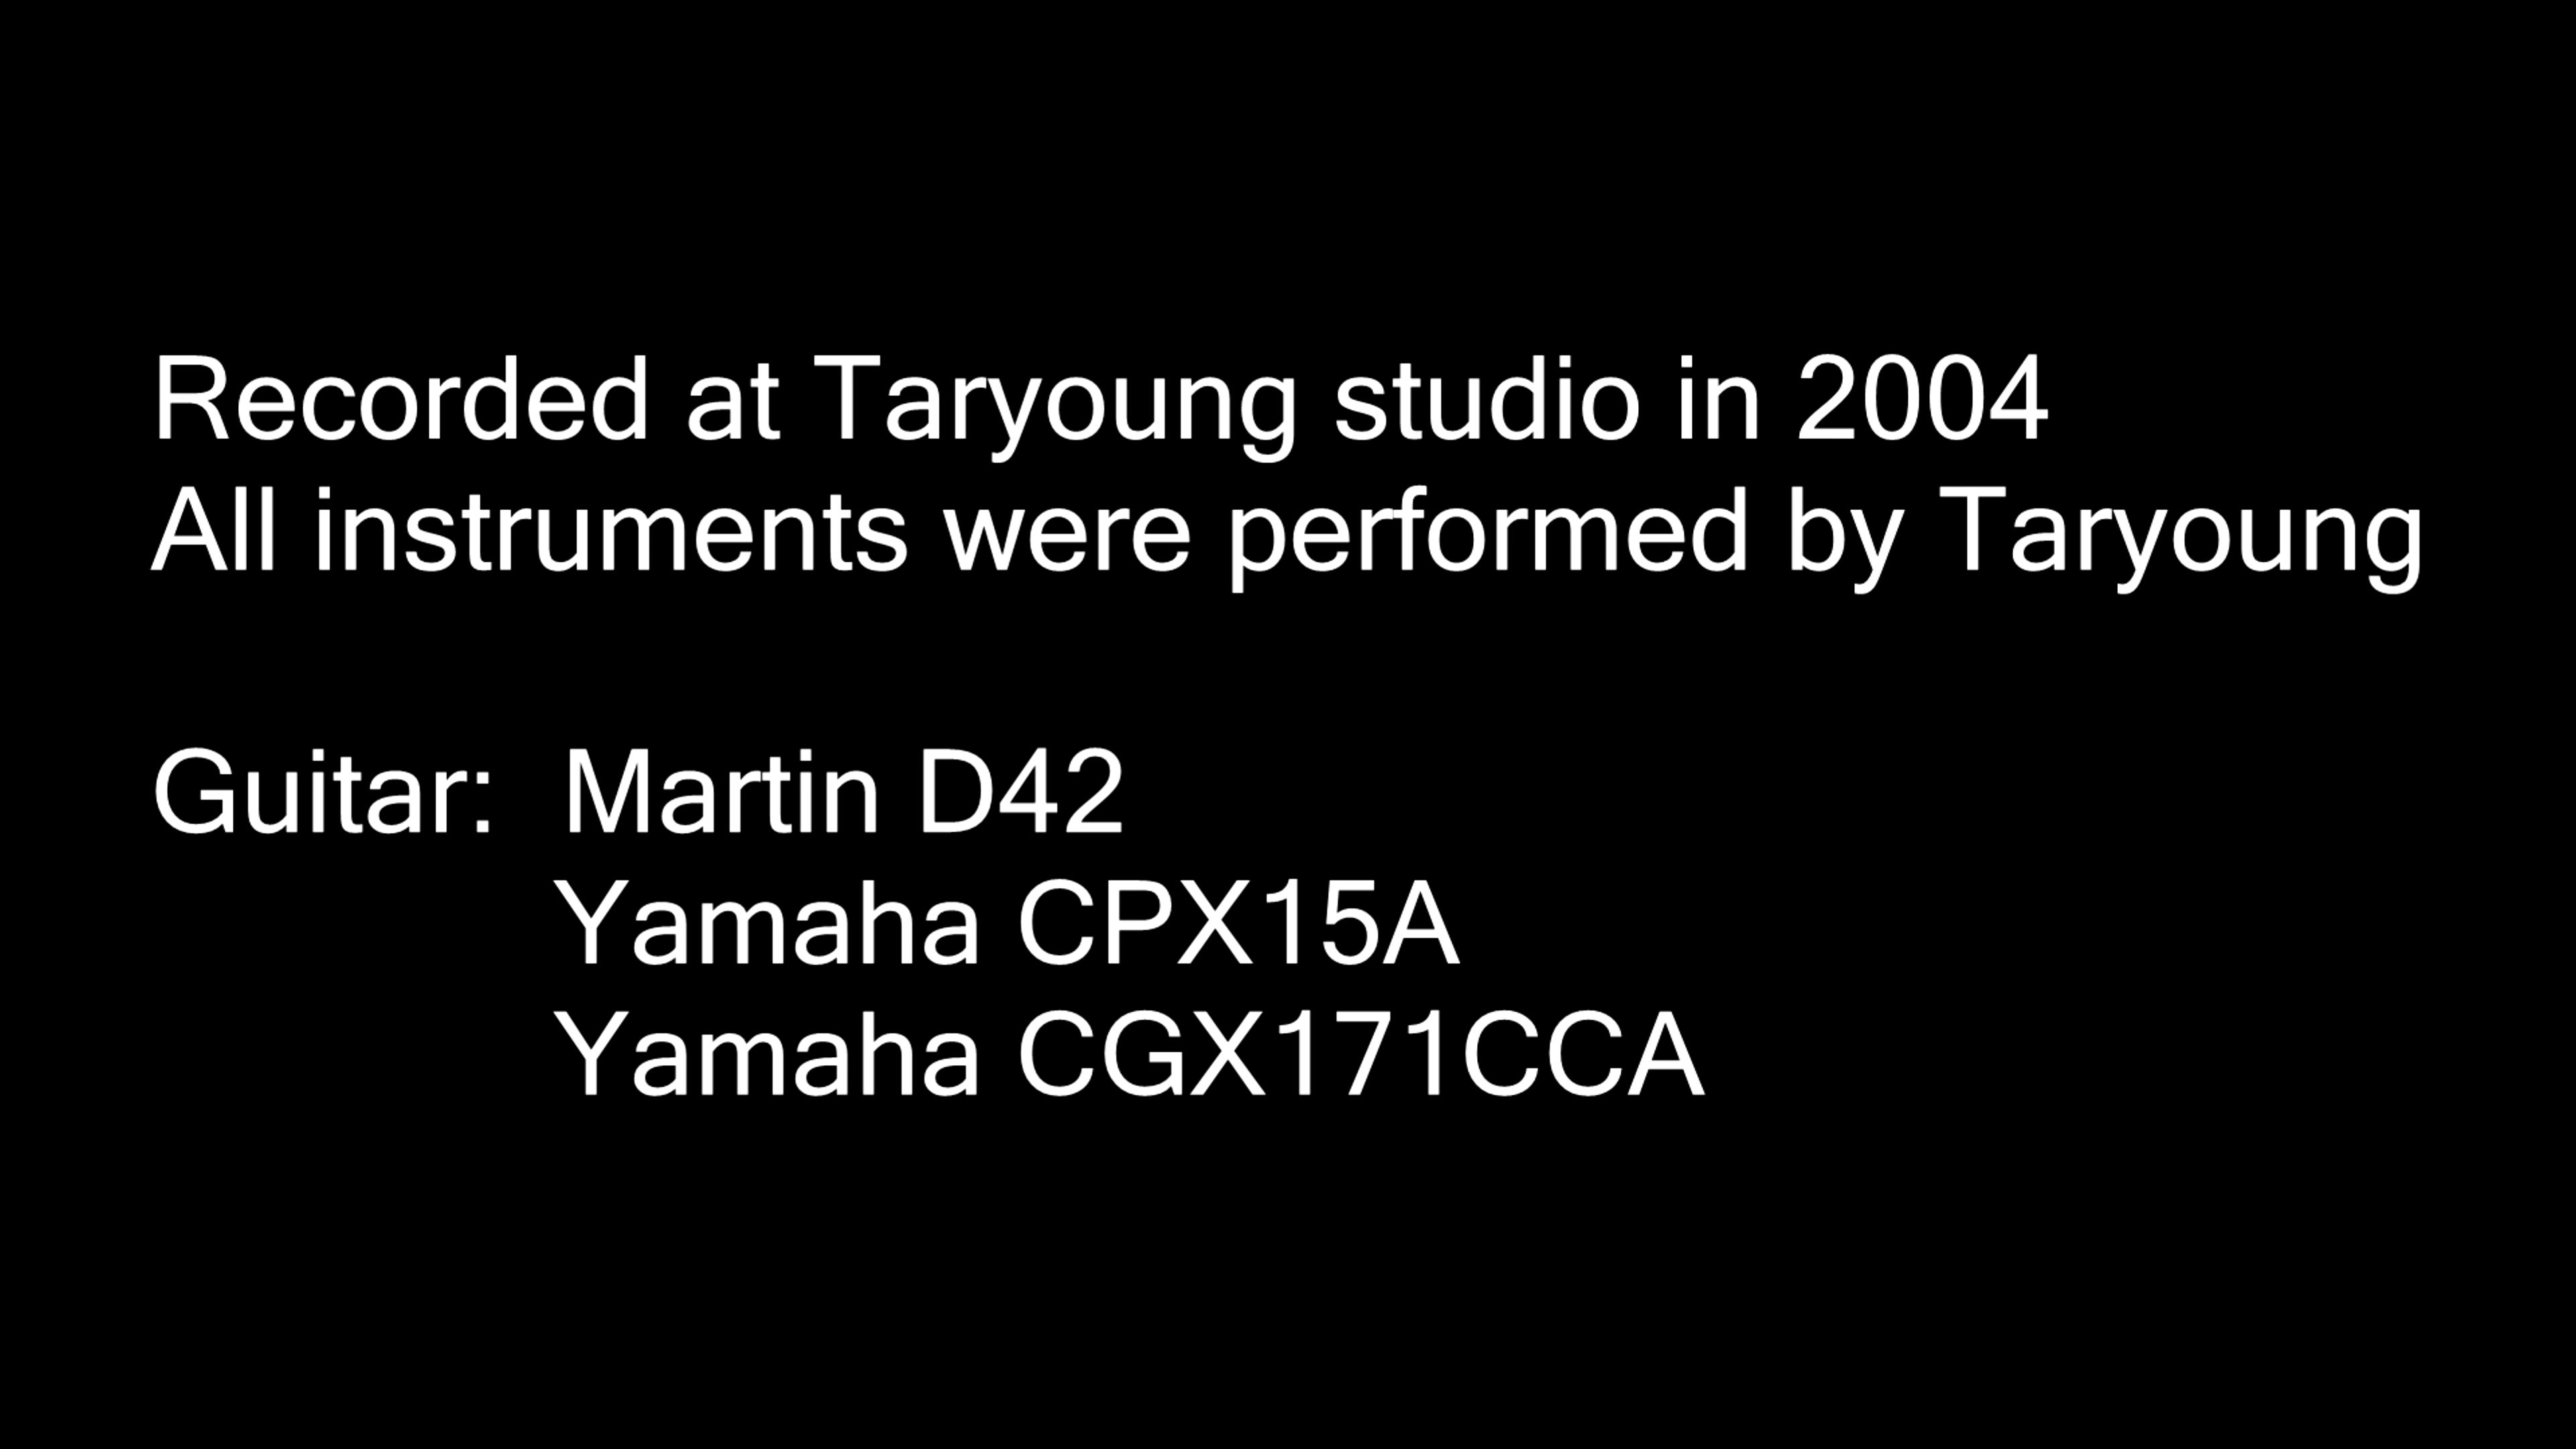 Recorded at Taryoung studio in 2004
All instruments were performed by Taryoung
Guitar: Martin D42
Yamaha CPX15A
Yamaha CGX171CCA